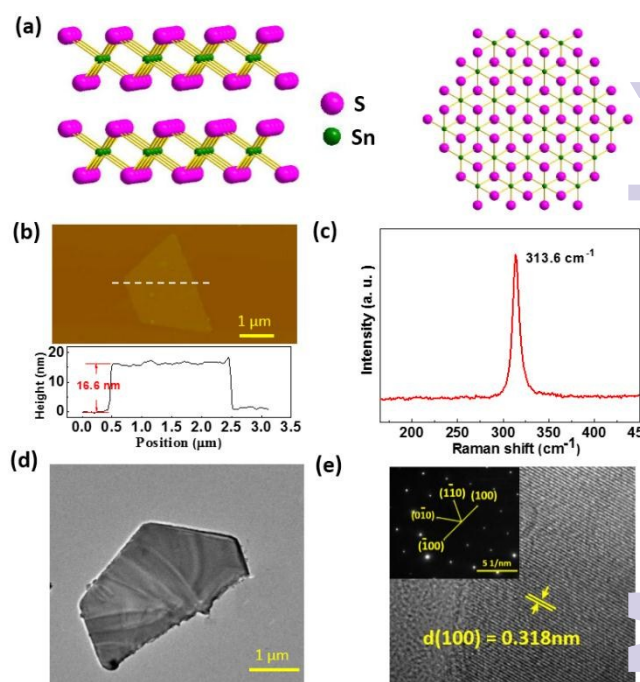 (a)
S
Sn
(b)
1 μm
Height (nm)
20
10
0
16.6 nm
0.0 0.5 1.0 1.5 2.0 2.5 3.0 3.5
Position (μm)
(c)
313.6 cm-1
Intensity (a. u. )
200 250 300 350 400 450
Raman shift (cm-1)
(d)
1 μm
(e)
(1̄10)
(100)
(01̄0)
(1̄00)
5 1/nm
d(100) = 0.318nm